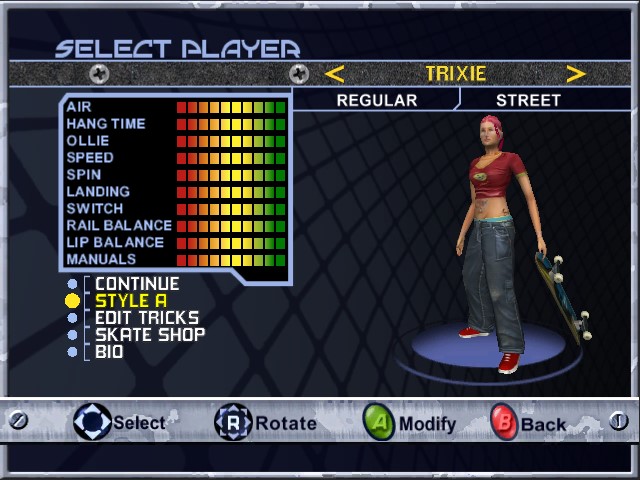 SELECT PLAYER
< TRIXIE >
REGULAR STREET
AIR
HANG TIME
OLLIE
SPEED
SPIN
LANDING
SWITCH
RAIL BALANCE
LIP BALANCE
MANUALS
CONTINUE
STYLE A
EDIT TRICKS
SKATE SHOP
BIO
Select R Rotate A Modify B Back